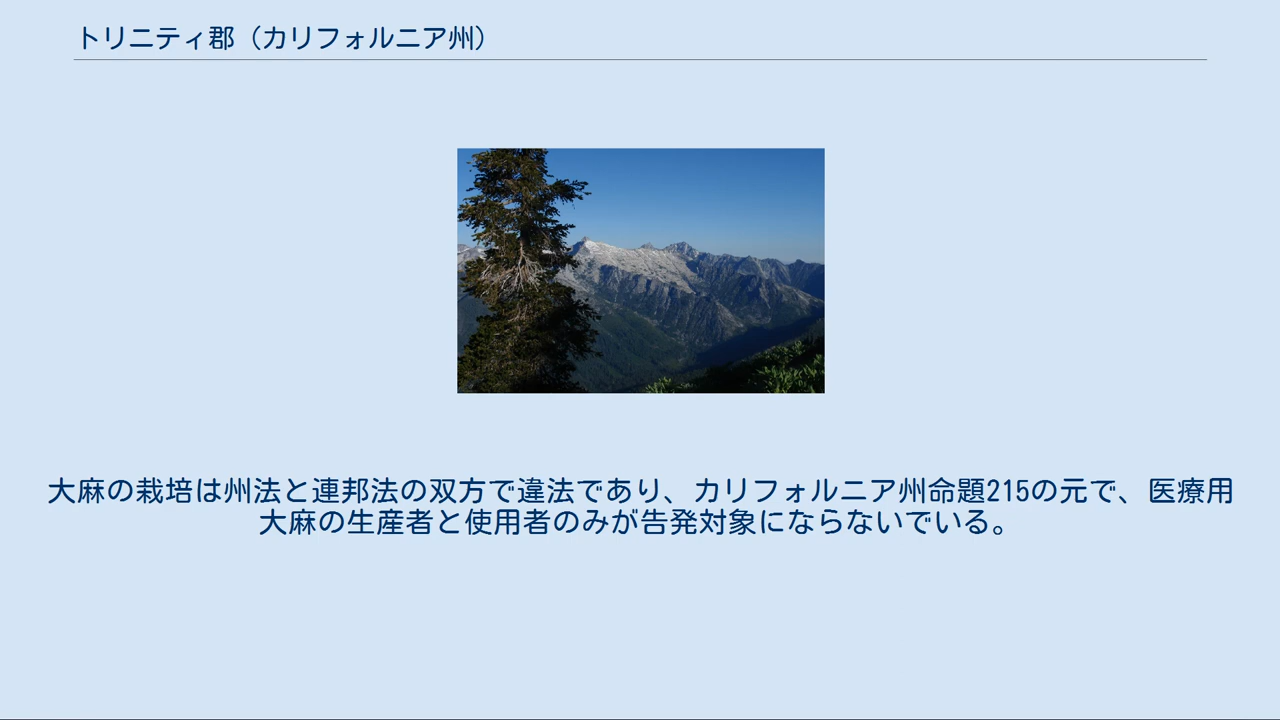 トリニティ郡（カリフォルニア州）
大麻の栽培は州法と連邦法の双方で違法であり、カリフォルニア州命題215の元で、医療用
大麻の生産者と使用者のみが告発対象にならないでいる。